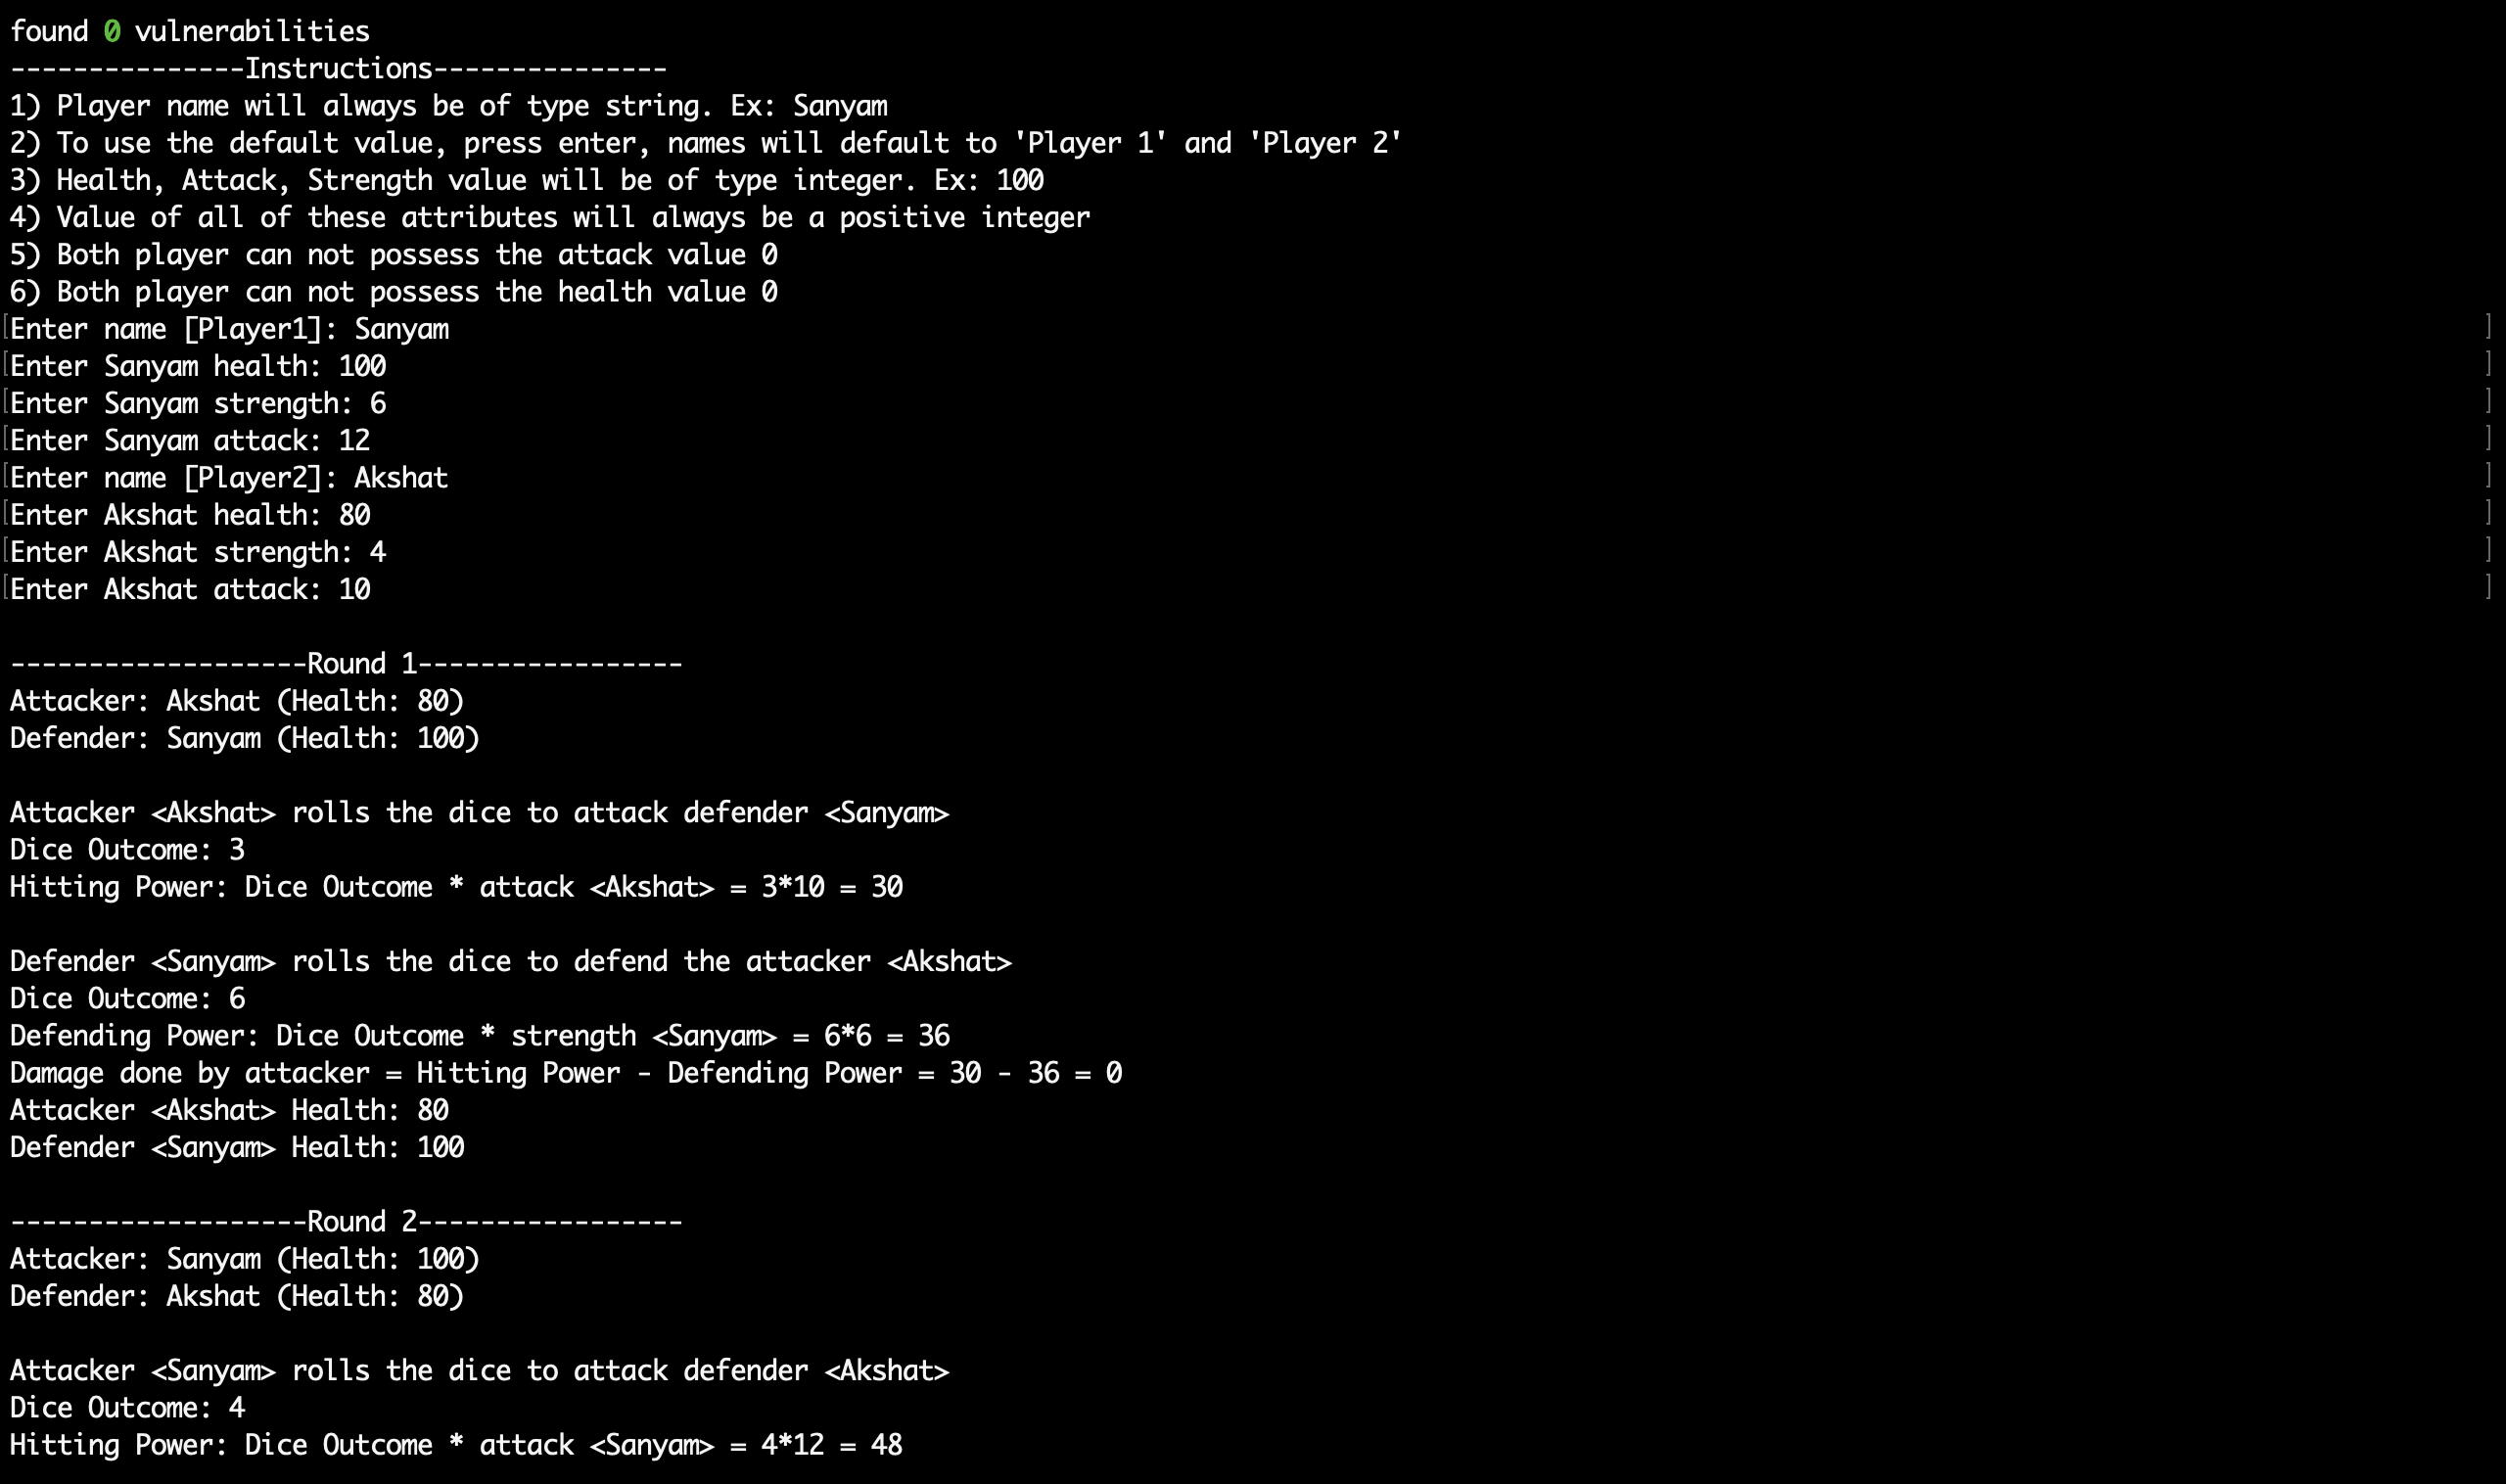 found 0 vulnerabilities
---------------Instructions---------------
1) Player name will always be of type string. Ex: Sanyam
2) To use the default value, press enter, names will default to 'Player 1' and 'Player 2'
3) Health, Attack, Strength value will be of type integer. Ex: 100
4) Value of all of these attributes will always be a positive integer
5) Both player can not possess the attack value 0
6) Both player can not possess the health value 0
[Enter name [Player1]: Sanyam ]
[Enter Sanyam health: 100 ]
[Enter Sanyam strength: 6 ]
[Enter Sanyam attack: 12 ]
[Enter name [Player2]: Akshat ]
[Enter Akshat health: 80 ]
[Enter Akshat strength: 4 ]
[Enter Akshat attack: 10 ]
-------------------Round 1-----------------
Attacker: Akshat (Health: 80)
Defender: Sanyam (Health: 100)
Attacker <Akshat> rolls the dice to attack defender <Sanyam>
Dice Outcome: 3
Hitting Power: Dice Outcome * attack <Akshat> = 3*10 = 30
Defender <Sanyam> rolls the dice to defend the attacker <Akshat>
Dice Outcome: 6
Defending Power: Dice Outcome * strength <Sanyam> = 6*6 = 36
Damage done by attacker = Hitting Power - Defending Power = 30 - 36 = 0
Attacker <Akshat> Health: 80
Defender <Sanyam> Health: 100
-------------------Round 2-----------------
Attacker: Sanyam (Health: 100)
Defender: Akshat (Health: 80)
Attacker <Sanyam> rolls the dice to attack defender <Akshat>
Dice Outcome: 4
Hitting Power: Dice Outcome * attack <Sanyam> = 4*12 = 48